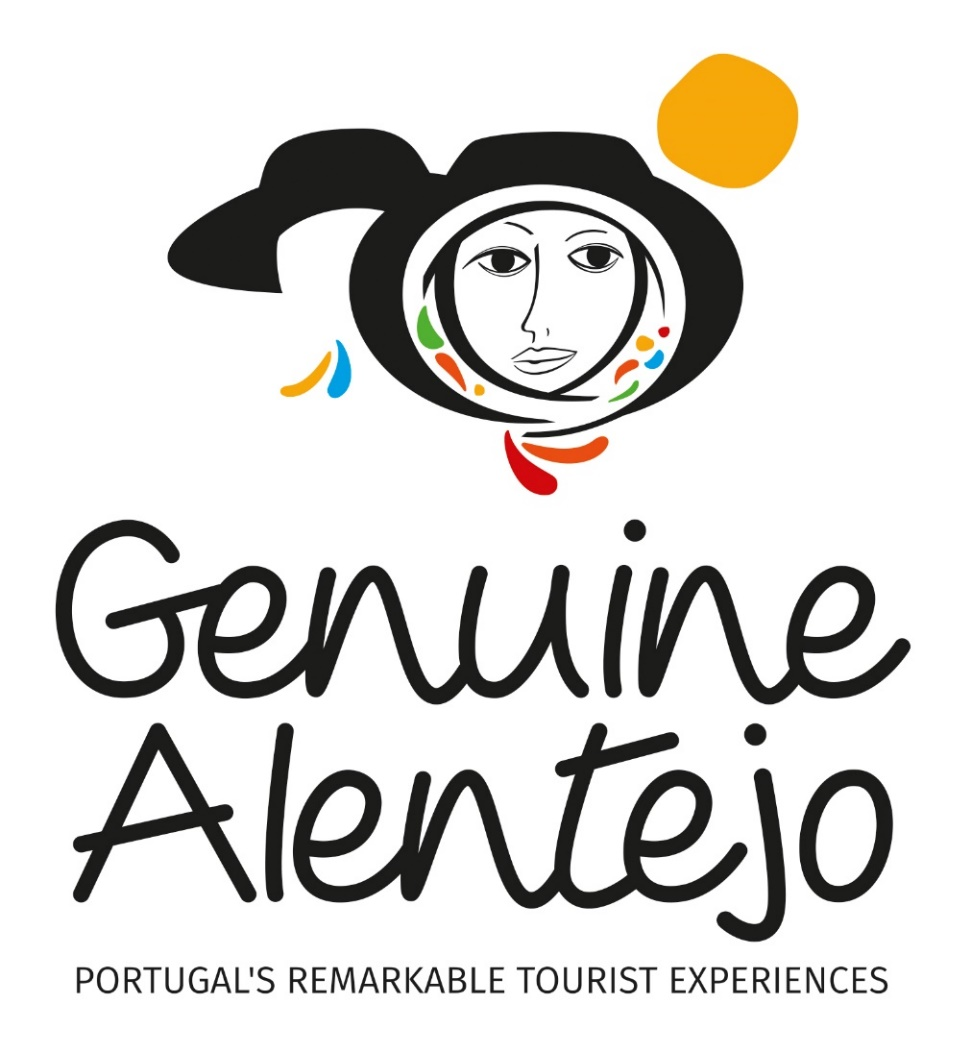 Genuine
Alentejo
PORTUGAL'S REMARKABLE TOURIST EXPERIENCES